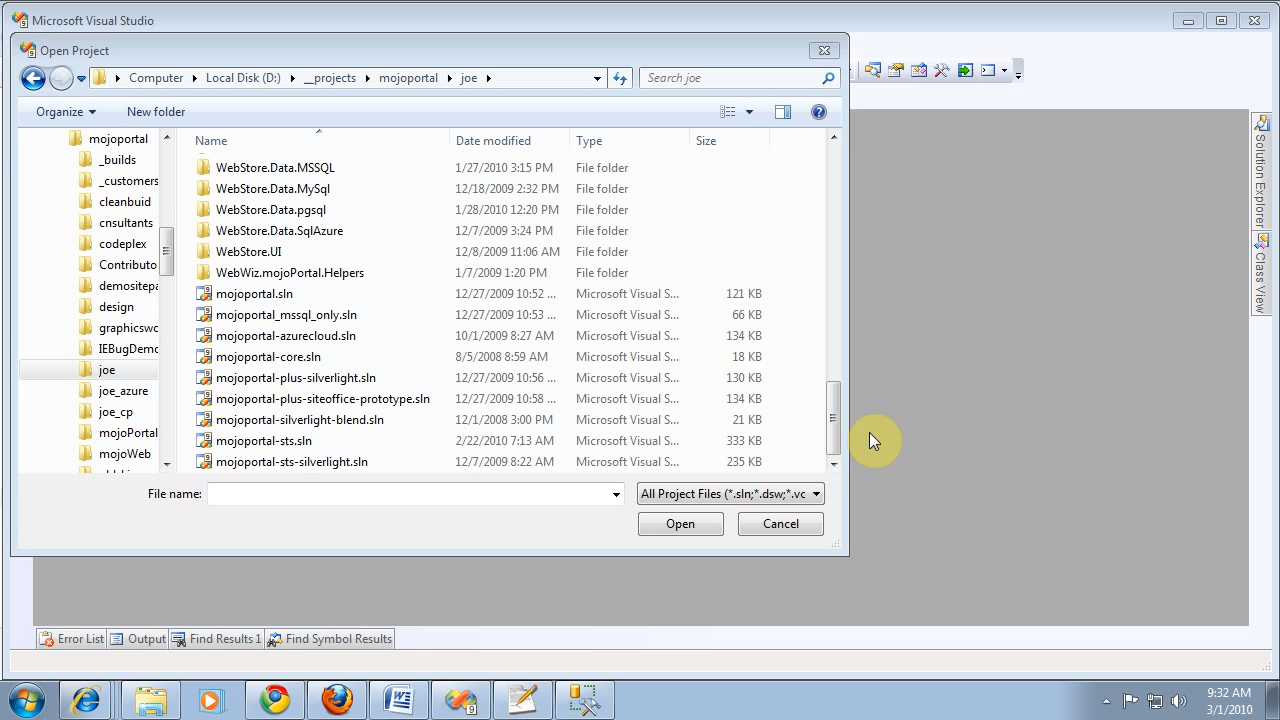 Microsoft Visual Studio
Open Project
Computer Local Disk (D:) __projects mojoportal joe
Search joe
Organize New folder
Name Date modified Type Size
mojoportal
_builds
_customers
cleanbuid
cnsultants
codeplex
Contributo
demositepa
design
graphicswo
IEBugDemo
joe
joe_azure
joe_cp
mojoPortal
mojoWeb
WebStore.Data.MSSQL 1/27/2010 3:15 PM File folder
WebStore.Data.MySql 12/18/2009 2:32 PM File folder
WebStore.Data.pgsql 1/28/2010 12:20 PM File folder
WebStore.Data.SqlAzure 12/7/2009 3:24 PM File folder
WebStore.UI 12/8/2009 11:06 AM File folder
WebWiz.mojoPortal.Helpers 1/7/2009 1:20 PM File folder
mojoportal.sln 12/27/2009 10:52 ... Microsoft Visual S... 121 KB
mojoportal_mssql_only.sln 12/27/2009 10:53 ... Microsoft Visual S... 66 KB
mojoportal-azurecloud.sln 10/1/2009 8:27 AM Microsoft Visual S... 134 KB
mojoportal-core.sln 8/5/2008 8:59 AM Microsoft Visual S... 18 KB
mojoportal-plus-silverlight.sln 12/27/2009 10:56 ... Microsoft Visual S... 130 KB
mojoportal-plus-siteoffice-prototype.sln 12/27/2009 10:58 ... Microsoft Visual S... 134 KB
mojoportal-silverlight-blend.sln 12/1/2008 3:00 PM Microsoft Visual S... 21 KB
mojoportal-sts.sln 2/22/2010 7:13 AM Microsoft Visual S... 333 KB
mojoportal-sts-silverlight.sln 12/7/2009 8:22 AM Microsoft Visual S... 235 KB
File name:
All Project Files (*.sln;*.dsw;*.vc
Open Cancel
Solution Explorer
Class View
Error List Output Find Results 1 Find Symbol Results
9:32 AM
3/1/2010